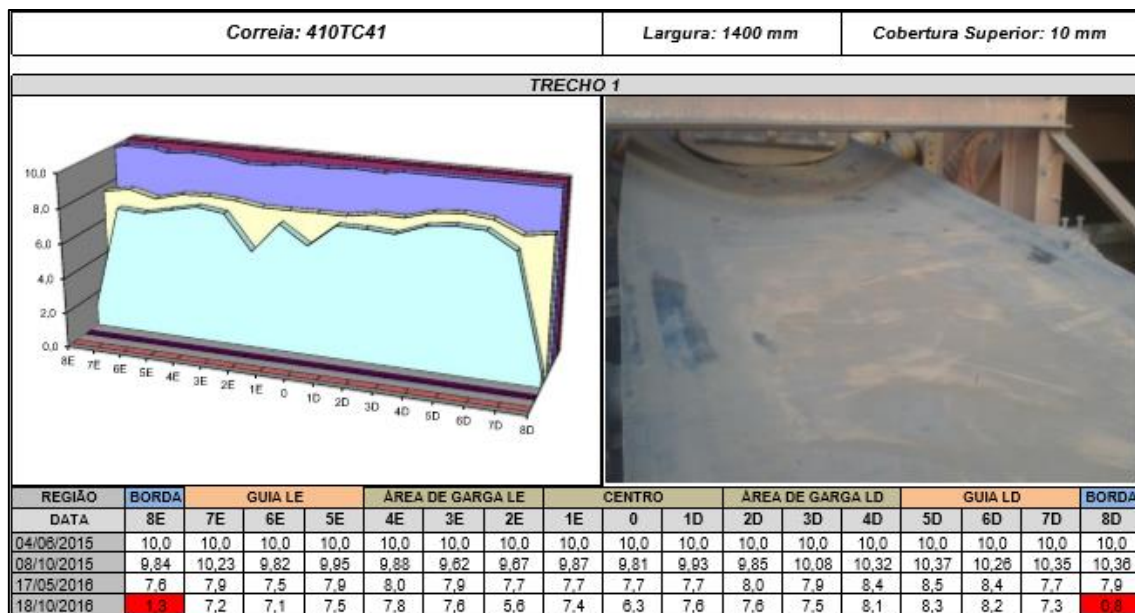 Correia: 410TC41 Largura: 1400 mm Cobertura Superior: 10 mm
TRECHO 1
10,0
8,0
6,0
4,0
2,0
0,0
8E 7E 6E 5E 4E 3E 2E 1E 0 1D 2D 3D 4D 5D 6D 7D 8D
REGIÃO BORDA GUIA LE ÁREA DE GARGA LE CENTRO ÁREA DE GARGA LD GUIA LD BORDA
DATA 8E 7E 6E 5E 4E 3E 2E 1E 0 1D 2D 3D 4D 5D 6D 7D 8D
04/06/2015 10,0 10,0 10,0 10,0 10,0 10,0 10,0 10,0 10,0 10,0 10,0 10,0 10,0 10,0 10,0 10,0 10,0
08/10/2015 9,84 10,23 9,82 9,95 9,88 9,62 9,67 9,87 9,81 9,93 9,85 10,08 10,32 10,37 10,26 10,35 10,36
17/05/2016 7,6 7,9 7,5 7,9 8,0 7,9 7,7 7,7 7,7 7,7 8,0 7,9 8,4 8,5 8,4 7,7 7,9
18/10/2016 1,3 7,2 7,1 7,5 7,8 7,6 5,6 7,4 6,3 7,6 7,6 7,5 8,1 8,3 8,2 7,3 0,8